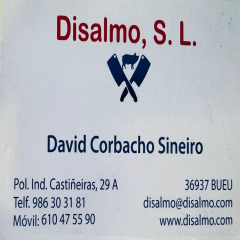 Disalmo, S. L.
David Corbacho Sineiro
Pol. Ind. Castiñeiras, 29 A
36937 BUEU
Telf. 986 30 31 81
disalmo@disalmo.com
Móvil: 610 47 55 90
www.disalmo.com